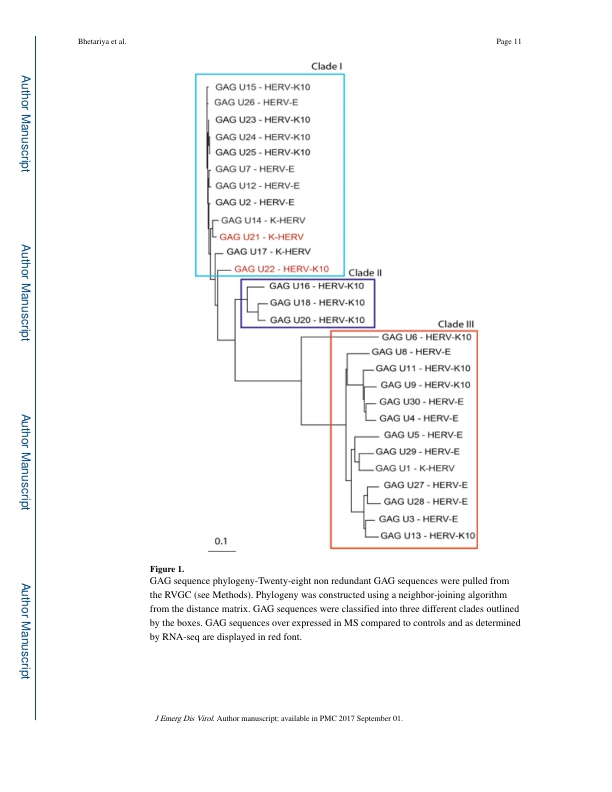 Bhetariya et al.
Page 11
Author Manuscript
Author Manuscript
Author Manuscript
Author Manuscript
Clade I
GAG U15 - HERV-K10
GAG U26 - HERV-E
GAG U23 - HERV-K10
GAG U24 - HERV-K10
GAG U25 - HERV-K10
GAG U7 - HERV-E
GAG U12 - HERV-E
GAG U2 - HERV-E
GAG U14 - K-HERV
GAG U21 - K-HERV
GAG U17 - K-HERV
GAG U22 - HERV-K10
Clade II
GAG U16 - HERV-K10
GAG U18 - HERV-K10
GAG U20 - HERV-K10
Clade III
GAG U6 - HERV-K10
GAG U8 - HERV-E
GAG U11 - HERV-K10
GAG U9 - HERV-K10
GAG U30 - HERV-E
GAG U4 - HERV-E
GAG U5 - HERV-E
GAG U29 - HERV-E
GAG U1 - K-HERV
GAG U27 - HERV-E
GAG U28 - HERV-E
GAG U3 - HERV-E
GAG U13 - HERV-K10
0.1
Figure 1.
GAG sequence phylogeny-Twenty-eight non redundant GAG sequences were pulled from
the RVGC (see Methods). Phylogeny was constructed using a neighbor-joining algorithm
from the distance matrix. GAG sequences were classified into three different clades outlined
by the boxes. GAG sequences over expressed in MS compared to controls and as determined
by RNA-seq are displayed in red font.
J Emerg Dis Virol. Author manuscript; available in PMC 2017 September 01.